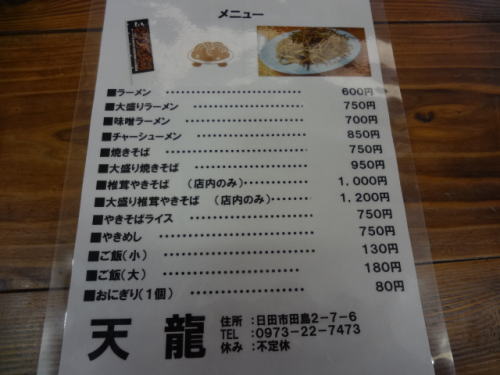 メニュー
■ラーメン ・・・・・・・・・・・・・・・・・・・・ 600円
■大盛りラーメン ・・・・・・・・・・・・・・・・・・・・ 750円
■味噌ラーメン ・・・・・・・・・・・・・・・・・・・・ 700円
■チャーシューメン ・・・・・・・・・・・・・・・・・・・・ 850円
■焼きそば ・・・・・・・・・・・・・・・・・・・・ 750円
■大盛り焼きそば ・・・・・・・・・・・・・・・・・・・・ 950円
■椎茸やきそば (店内のみ)・・・・・・・・・・・・ 1,000円
■大盛り椎茸やきそば (店内のみ)・・・・・・・・ 1,200円
■やきそばライス ・・・・・・・・・・・・・・・・・・・・ 750円
■やきめし ・・・・・・・・・・・・・・・・・・・・ 750円
■ご飯(小) ・・・・・・・・・・・・・・・・・・・・ 130円
■ご飯(大) ・・・・・・・・・・・・・・・・・・・・ 180円
■おにぎり(1個) ・・・・・・・・・・・・・・・・・・・・ 80円
天龍
住所 :日田市田島2-7-6
TEL :0973-22-7473
休み :不定休